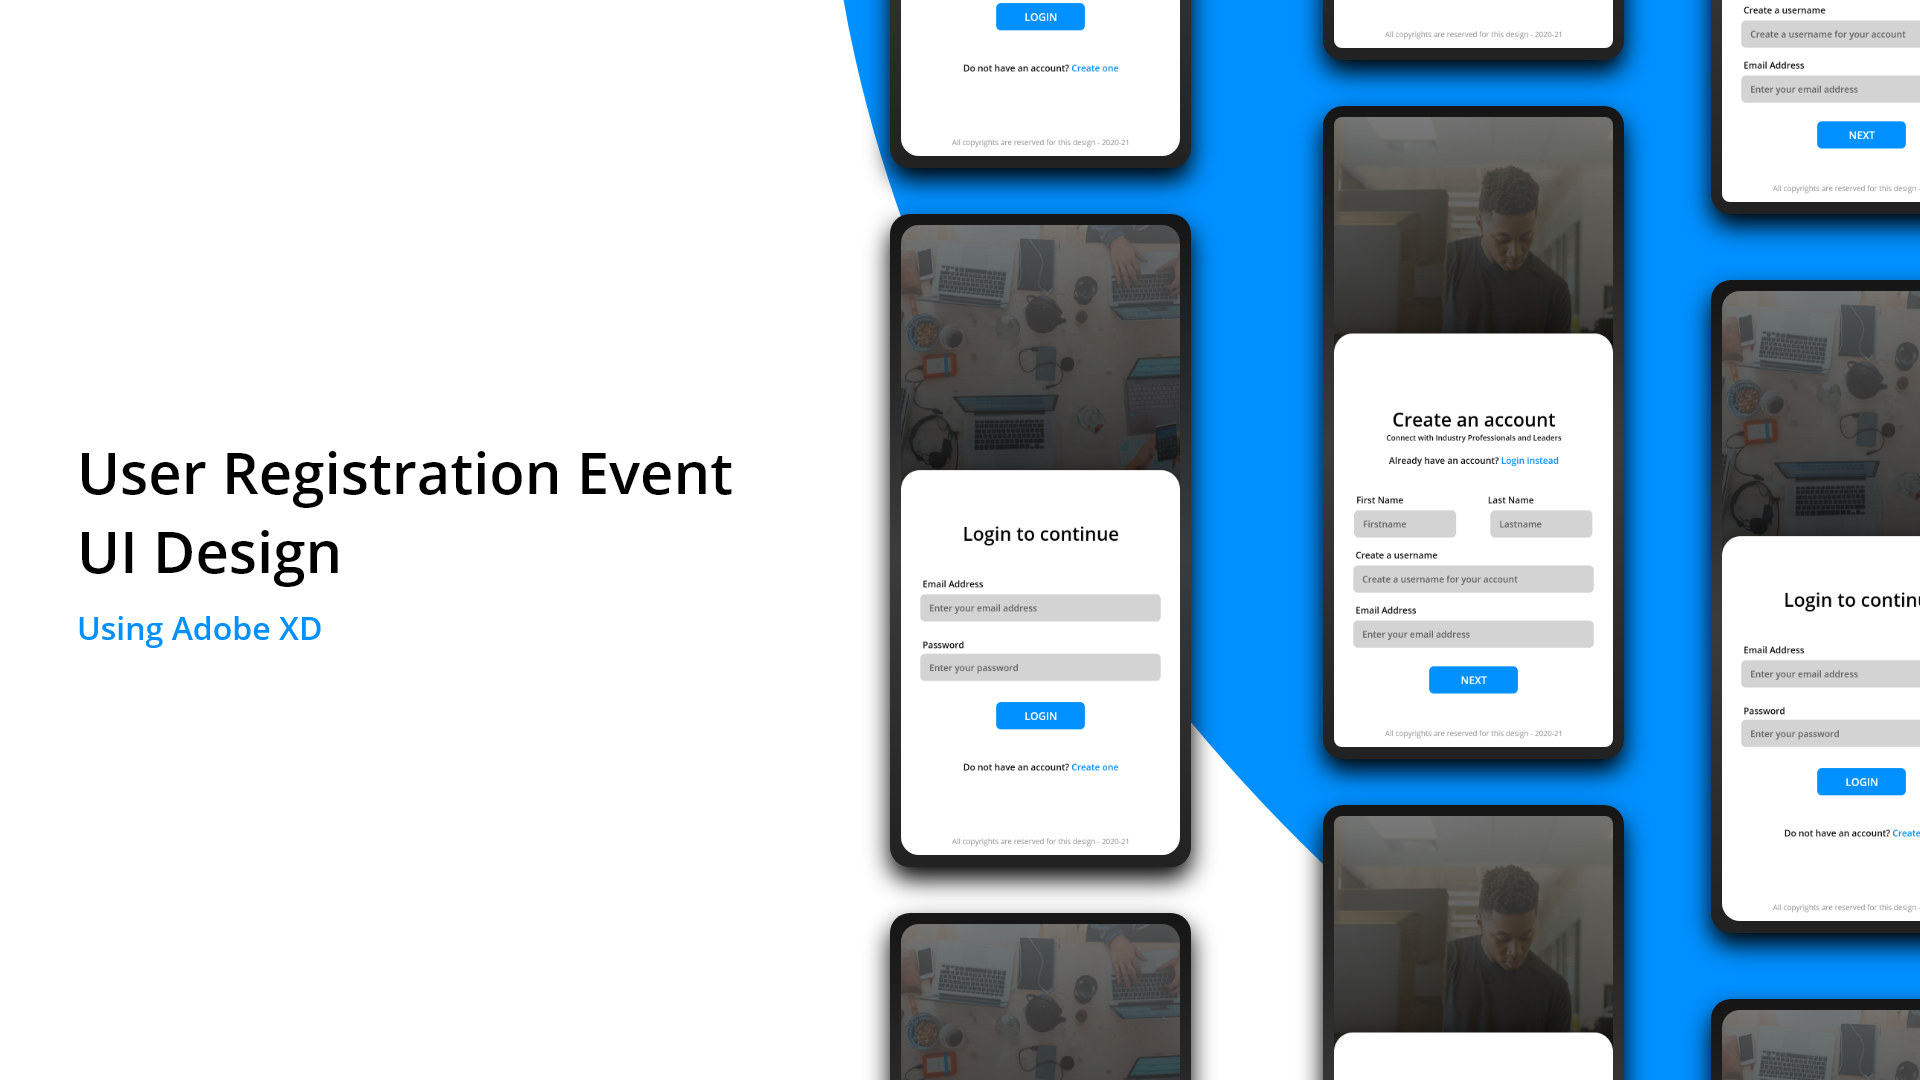 User Registration Event
UI Design
Using Adobe XD
LOGIN
Do not have an account? Create one
All copyrights are reserved for this design - 2020-21
Login to continue
Email Address
Enter your email address
Password
Enter your password
LOGIN
Do not have an account? Create one
All copyrights are reserved for this design - 2020-21
All copyrights are reserved for this design - 2020-21
Create an account
Connect with Industry Professionals and Leaders
Already have an account? Login instead
First Name Last Name
Firstname Lastname
Create a username
Create a username for your account
Email Address
Enter your email address
NEXT
All copyrights are reserved for this design - 2020-21
Create a username
Create a username for your account
Email Address
Enter your email address
NEXT
All copyrights are reserved for this design -
Login to continu
Email Address
Enter your email address
Password
Enter your password
LOGIN
Do not have an account? Create
All copyrights are reserved for this design -